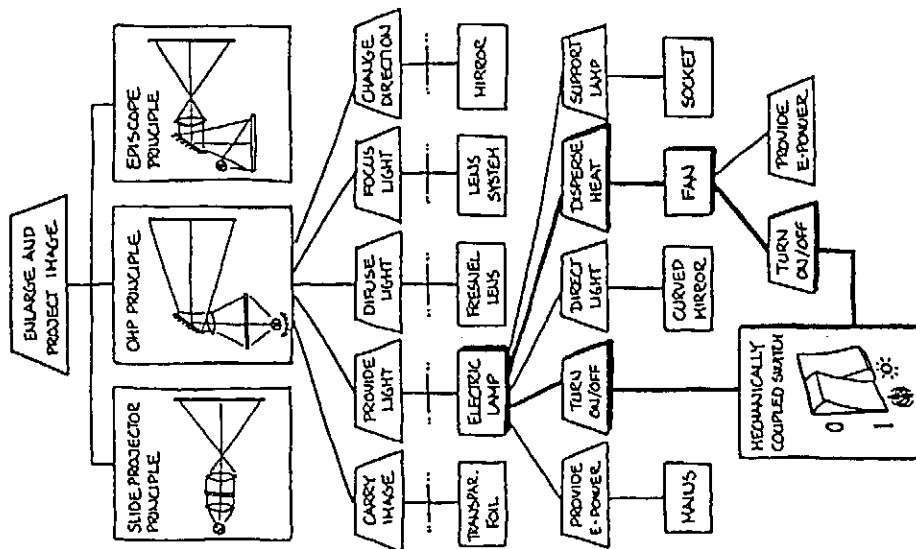 ENLARGE AND
PROJECT IMAGE
SLIDE PROJECTOR
PRINCIPLE
OHP PRINCIPLE
EPISCOPE
PRINCIPLE
CARRY
IMAGE
PROVIDE
LIGHT
DIFUSE
LIGHT
FOCUS
LIGHT
CHANGE
DIRECTION
TRANSPAR.
FOIL
ELECTRIC
LAMP
FRESNEL
LENS
LENS
SYSTEM
MIRROR
PROVIDE
E-POWER
TURN
ON/OFF
DIRECT
LIGHT
DISPERSE
HEAT
SUPPORT
LAMP
MAINS
CURVED
MIRROR
FAN
SOCKET
TURN
ON/OFF
PROVIDE
E-POWER
MECHANICALLY
COUPLED SWITCH
0
1